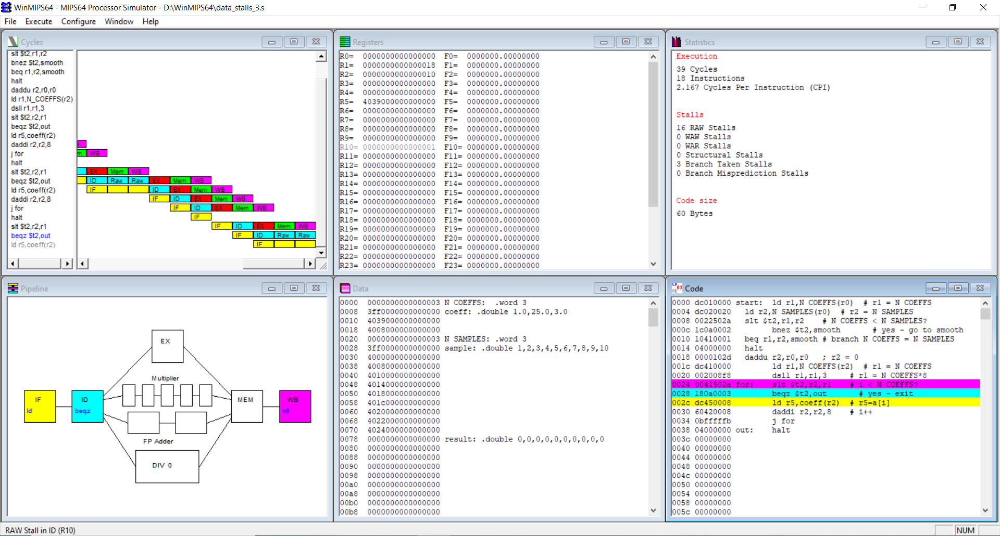 WinMIPS64 - MIPS64 Processor Simulator - D:\WinMIPS64\data_stalls_3.s
File Execute Configure Window Help
Cycles
slt $t2,r1,r2
bnez $t2,smooth
beq r1,r2,smooth
halt
daddu r2,r0,r0
ld r1,N_COEFFS(r2)
dsll r1,r1,3
slt $t2,r2,r1
beqz $t2,out
ld r5,coeff(r2)
daddi r2,r2,8
j for
halt
slt $t2,r2,r1
beqz $t2,out
ld r5,coeff(r2)
daddi r2,r2,8
j for
halt
slt $t2,r2,r1
beqz $t2,out
ld r5,coeff(r2)
WB
EX Mem WB
ID Raw Raw EX Mem WB
IF ID EX Mem WB
IF ID EX Mem WB
IF ID EX Mem WB
IF
IF ID EX Mem WB
IF ID Raw Raw
IF
Registers
R0= 0000000000000000 F0= 0000000.00000000
R1= 0000000000000018 F1= 0000000.00000000
R2= 0000000000000010 F2= 0000000.00000000
R3= 0000000000000000 F3= 0000000.00000000
R4= 0000000000000000 F4= 0000000.00000000
R5= 4039000000000000 F5= 0000000.00000000
R6= 0000000000000000 F6= 0000000.00000000
R7= 0000000000000000 F7= 0000000.00000000
R8= 0000000000000000 F8= 0000000.00000000
R9= 0000000000000000 F9= 0000000.00000000
R10= 0000000000000001 F10= 0000000.00000000
R11= 0000000000000000 F11= 0000000.00000000
R12= 0000000000000000 F12= 0000000.00000000
R13= 0000000000000000 F13= 0000000.00000000
R14= 0000000000000000 F14= 0000000.00000000
R15= 0000000000000000 F15= 0000000.00000000
R16= 0000000000000000 F16= 0000000.00000000
R17= 0000000000000000 F17= 0000000.00000000
R18= 0000000000000000 F18= 0000000.00000000
R19= 0000000000000000 F19= 0000000.00000000
R20= 0000000000000000 F20= 0000000.00000000
R21= 0000000000000000 F21= 0000000.00000000
R22= 0000000000000000 F22= 0000000.00000000
R23= 0000000000000000 F23= 0000000.00000000
Statistics
Execution
39 Cycles
18 Instructions
2.167 Cycles Per Instruction (CPI)
Stalls
16 RAW Stalls
0 WAW Stalls
0 WAR Stalls
0 Structural Stalls
3 Branch Taken Stalls
0 Branch Misprediction Stalls
Code size
60 Bytes
Pipeline
EX
Multiplier
IF
ld
ID
beqz
MEM
WB
slt
FP Adder
DIV 0
Data
0000 0000000000000003 N COEFFS: .word 3
0008 3ff0000000000000 coeff: .double 1.0,25.0,3.0
0010 4039000000000000
0018 4008000000000000
0020 0000000000000003 N SAMPLES: .word 3
0028 3ff0000000000000 sample: .double 1,2,3,4,5,6,7,8,9,10
0030 4000000000000000
0038 4008000000000000
0040 4010000000000000
0048 4014000000000000
0050 4018000000000000
0058 401c000000000000
0060 4020000000000000
0068 4022000000000000
0070 4024000000000000
0078 0000000000000000 result: .double 0,0,0,0,0,0,0,0,0,0
0080 0000000000000000
0088 0000000000000000
0090 0000000000000000
0098 0000000000000000
00a0 0000000000000000
00a8 0000000000000000
00b0 0000000000000000
00b8 0000000000000000
Code
0000 dc010000 start: ld r1,N COEFFS(r0) # r1 = N COEFFS
0004 dc020020 ld r2,N SAMPLES(r0) # r2 = N SAMPLES
0008 0022502a slt $t2,r1,r2 # N COEFFS < N SAMPLES?
000c 1c0a0002 bnez $t2,smooth # yes - go to smooth
0010 10410001 beq r1,r2,smooth # branch N COEFFS = N SAMPLES
0014 04000000 halt
0018 0000102d daddu r2,r0,r0 ; r2 = 0
001c dc410000 ld r1,N COEFFS(r2) # r1 = N COEFFS
0020 002008f8 dsll r1,r1,3 # r1 = N COEFFS*8
0024 0041502a for: slt $t2,r2,r1 # i < N COEFFS?
0028 180a0003 beqz $t2,out # yes - exit
002c dc450008 ld r5,coeff(r2) # r5=a[i]
0030 60420008 daddi r2,r2,8 # i++
0034 0bfffffb j for
0038 04000000 out: halt
003c 00000000
0040 00000000
0044 00000000
0048 00000000
004c 00000000
0050 00000000
0054 00000000
0058 00000000
005c 00000000
RAW Stall in ID (R10)
NUM